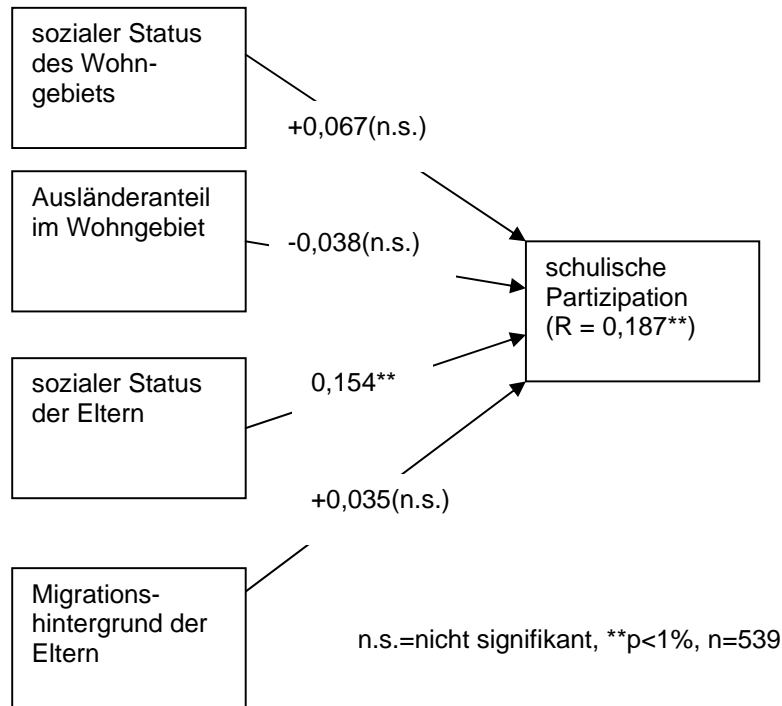 sozialer Status
des Wohn-
gebiets
+0,067(n.s.)
Ausländeranteil
im Wohngebiet
-0,038(n.s.)
schulische
Partizipation
(R = 0,187**)
sozialer Status
der Eltern
0,154**
+0,035(n.s.)
Migrations-
hintergrund der
Eltern
n.s.=nicht signifikant, **p<1%, n=539